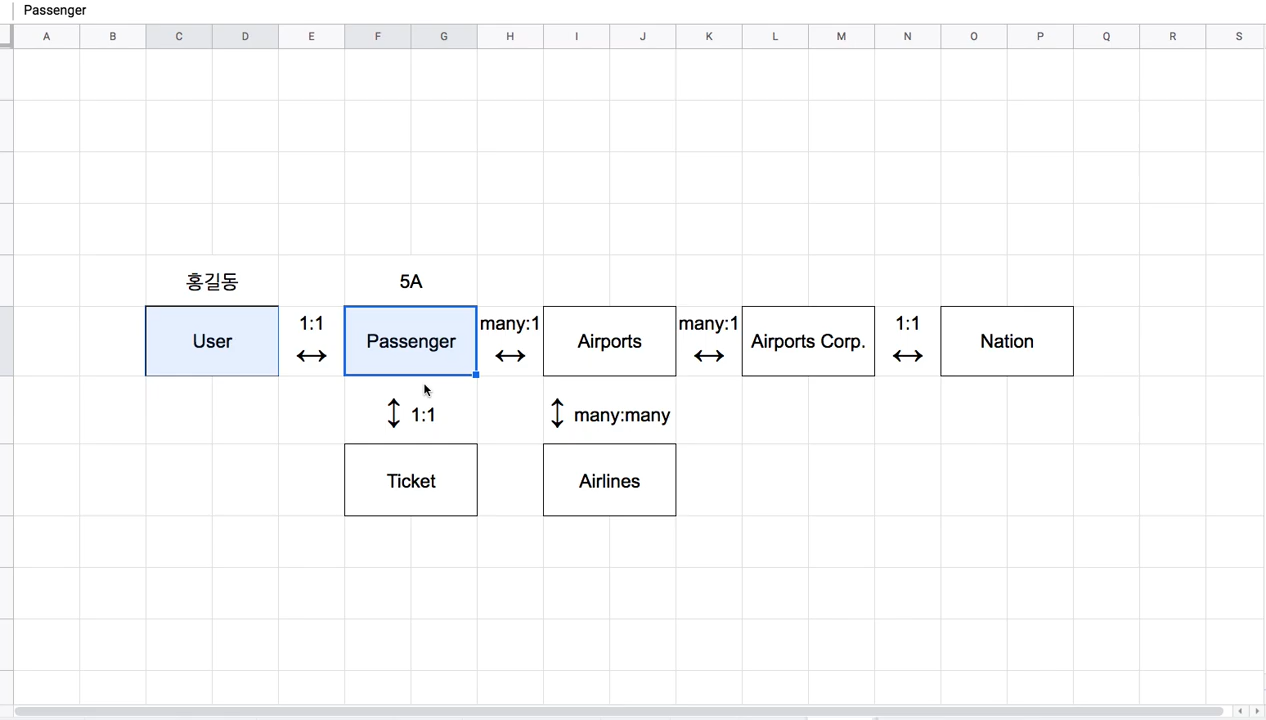 Passenger
A B C D E F G H I J K L M N O P Q R S
홍길동 5A
User 1:1 Passenger many:1 Airports many:1 Airports Corp. 1:1 Nation
1:1 many:many
Ticket Airlines